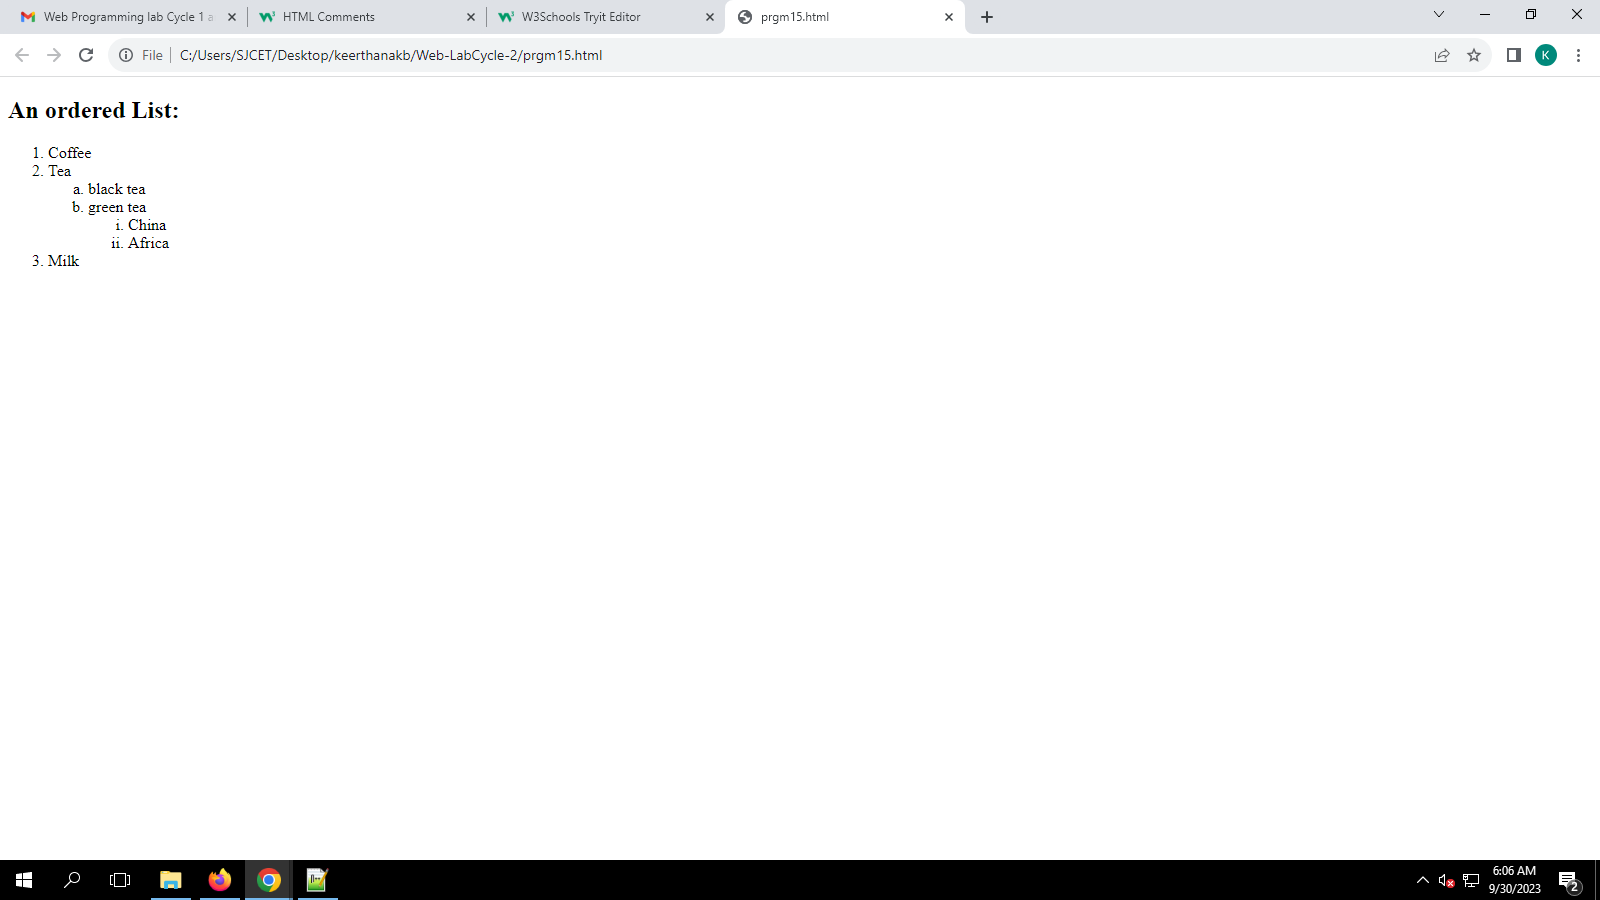 Web Programming lab Cycle 1 a
HTML Comments
W3Schools Tryit Editor
prgm15.html
File
C:/Users/SJCET/Desktop/keerthanakb/Web-LabCycle-2/prgm15.html
K
An ordered List:
1. Coffee
2. Tea
a. black tea
b. green tea
i. China
ii. Africa
3. Milk
6:06 AM
9/30/2023
2